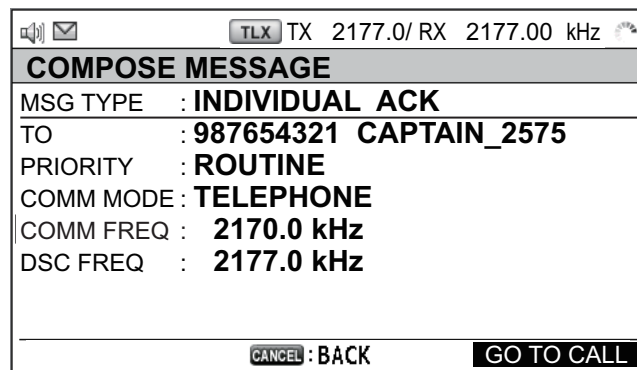 TLX TX 2177.0/ RX 2177.00 kHz
COMPOSE MESSAGE
MSG TYPE : INDIVIDUAL ACK
TO : 987654321 CAPTAIN_2575
PRIORITY : ROUTINE
COMM MODE : TELEPHONE
COMM FREQ : 2170.0 kHz
DSC FREQ : 2177.0 kHz
CANCEL : BACK GO TO CALL